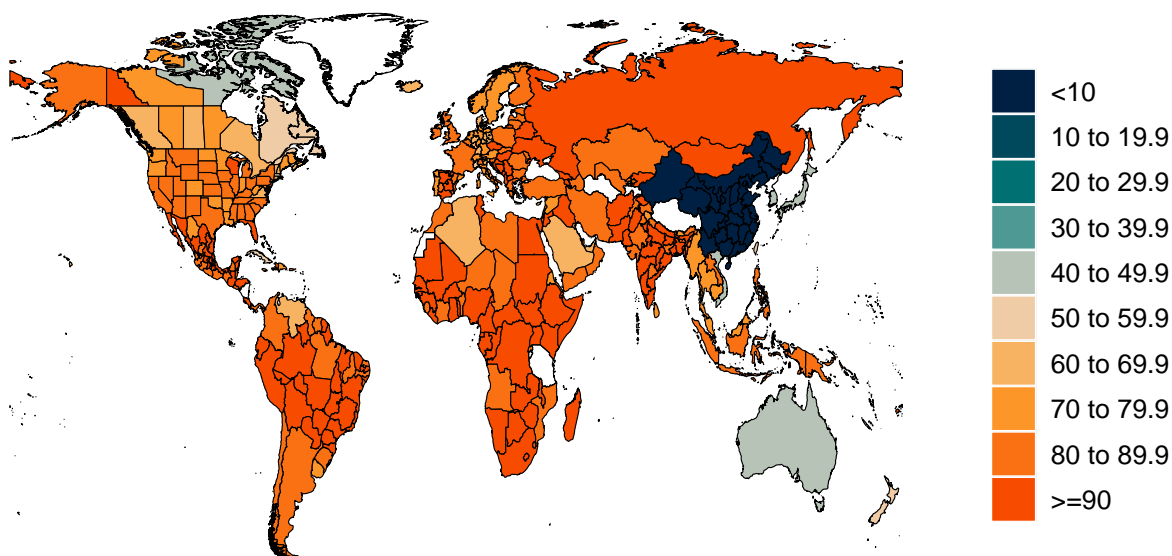 <10
10 to 19.9
20 to 29.9
30 to 39.9
40 to 49.9
50 to 59.9
60 to 69.9
70 to 79.9
80 to 89.9
>=90